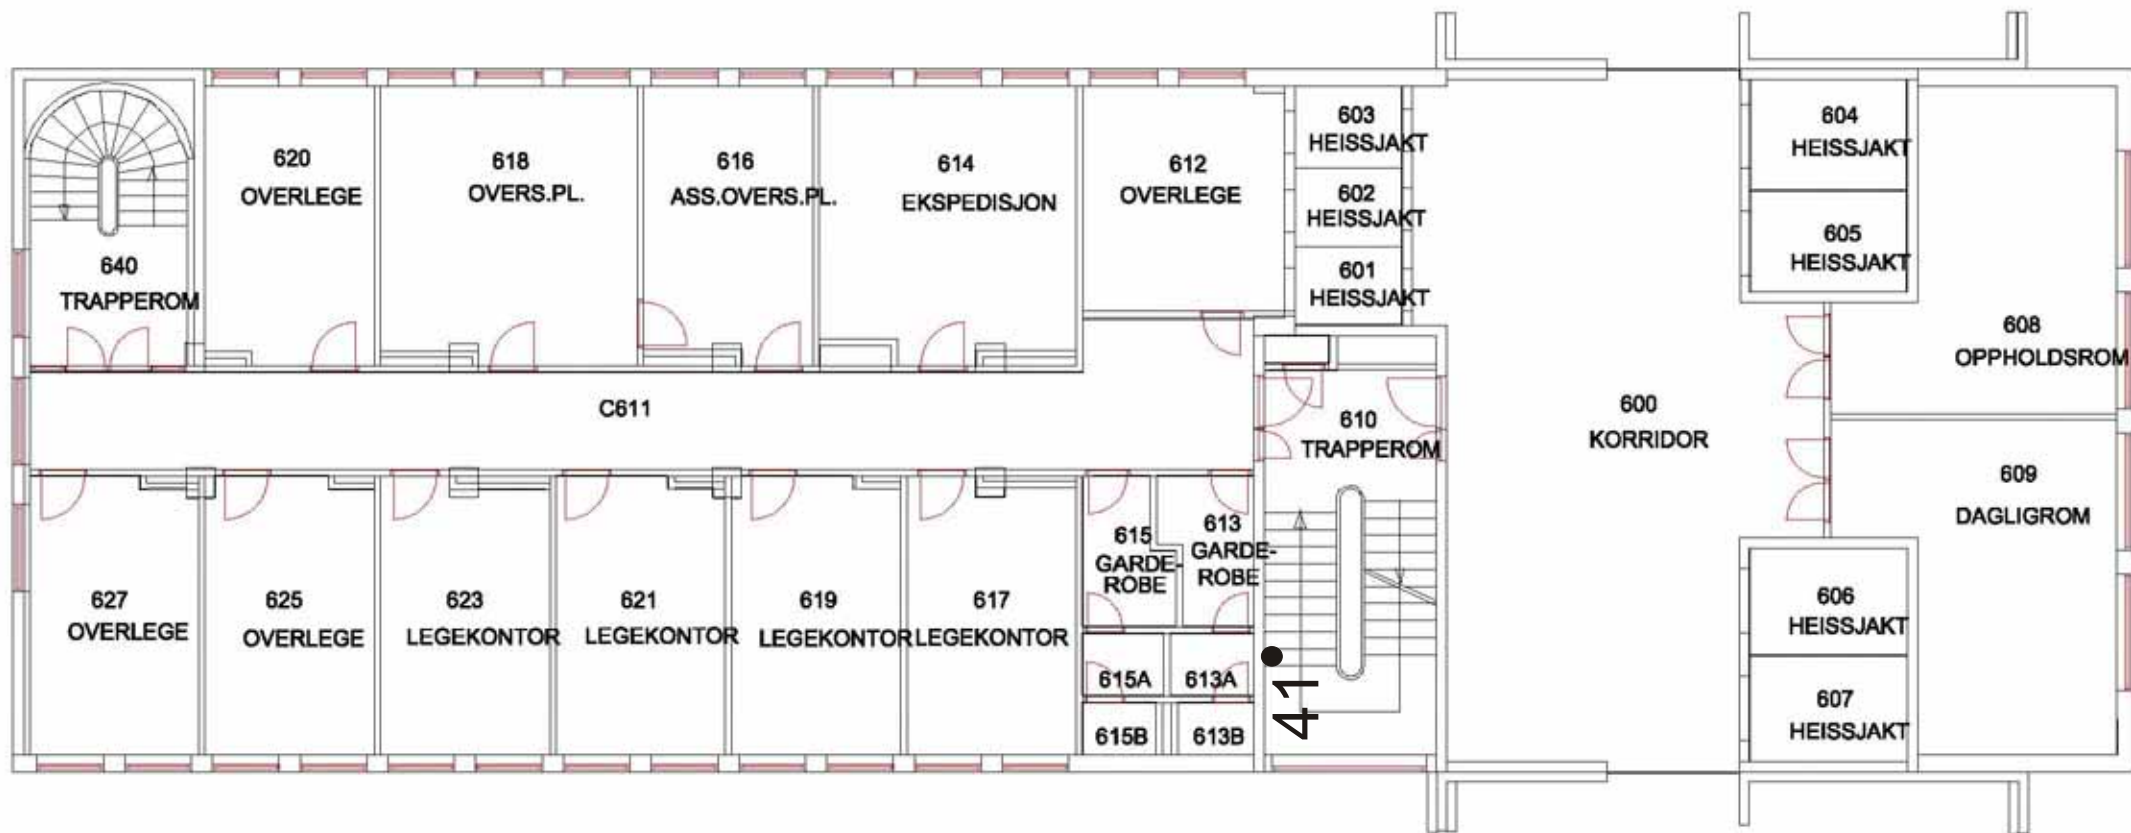 603
HEISSJAKT
604
HEISSJAKT
620
OVERLEGE
618
OVERS.PL.
616
ASS.OVERS.PL.
614
EKSPEDISJON
612
OVERLEGE
602
HEISSJAKT
605
HEISSJAKT
640
TRAPPEROM
601
HEISSJAKT
608
OPPHOLDSROM
C611
610
TRAPPEROM
600
KORRIDOR
609
DAGLIGROM
615
GARDE-
ROBE
613
GARDE-
ROBE
627
OVERLEGE
625
OVERLEGE
623
LEGEKONTOR
621
LEGEKONTOR
619
LEGEKONTOR
617
LEGEKONTOR
606
HEISSJAKT
615A
613A
41
607
HEISSJAKT
615B
613B